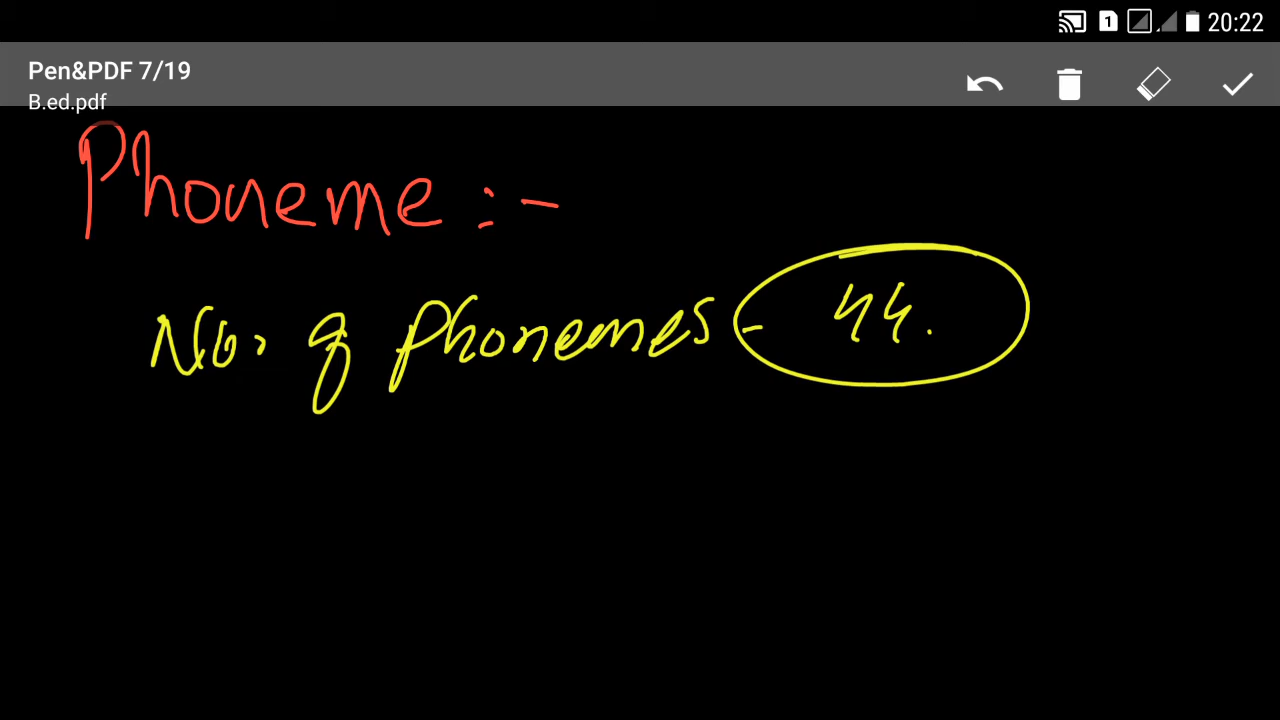 20:22
Pen&PDF 7/19
B.ed.pdf
Phoneme :-
No. of Phonemes - 44.